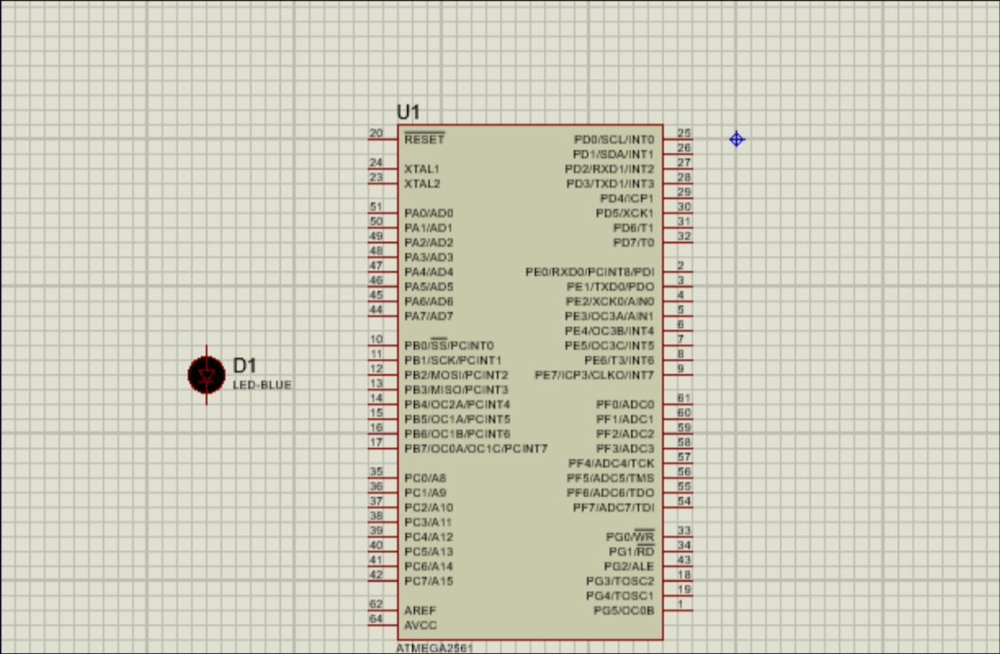 U1
20 RESET PD0/SCL/INT0 25
PD1/SDA/INT1 26
24 XTAL1 PD2/RXD1/INT2 27
23 XTAL2 PD3/TXD1/INT3 28
PD4/ICP1 29
51 PA0/AD0 PD5/XCK1 30
50 PA1/AD1 PD6/T1 31
49 PA2/AD2 PD7/T0 32
48 PA3/AD3
47 PA4/AD4 PE0/RXD0/PCINT8/PDI 2
46 PA5/AD5 PE1/TXD0/PDO 3
45 PA6/AD6 PE2/XCK0/AIN0 4
44 PA7/AD7 PE3/OC3A/AIN1 5
PE4/OC3B/INT4 6
10 PB0/SS/PCINT0 PE5/OC3C/INT5 7
11 PB1/SCK/PCINT1 PE6/T3/INT6 8
12 PB2/MOSI/PCINT2 PE7/ICP3/CLKO/INT7 9
13 PB3/MISO/PCINT3
14 PB4/OC2A/PCINT4 PF0/ADC0 61
15 PB5/OC1A/PCINT5 PF1/ADC1 60
16 PB6/OC1B/PCINT6 PF2/ADC2 59
17 PB7/OC0A/OC1C/PCINT7 PF3/ADC3 58
PF4/ADC4/TCK 57
35 PC0/A8 PF5/ADC5/TMS 56
36 PC1/A9 PF6/ADC6/TDO 55
37 PC2/A10 PF7/ADC7/TDI 54
38 PC3/A11
39 PC4/A12 PG0/WR 33
40 PC5/A13 PG1/RD 34
41 PC6/A14 PG2/ALE 43
42 PC7/A15 PG3/TOSC2 18
PG4/TOSC1 19
62 AREF PG5/OC0B 1
64 AVCC
ATMEGA2561
D1
LED-BLUE